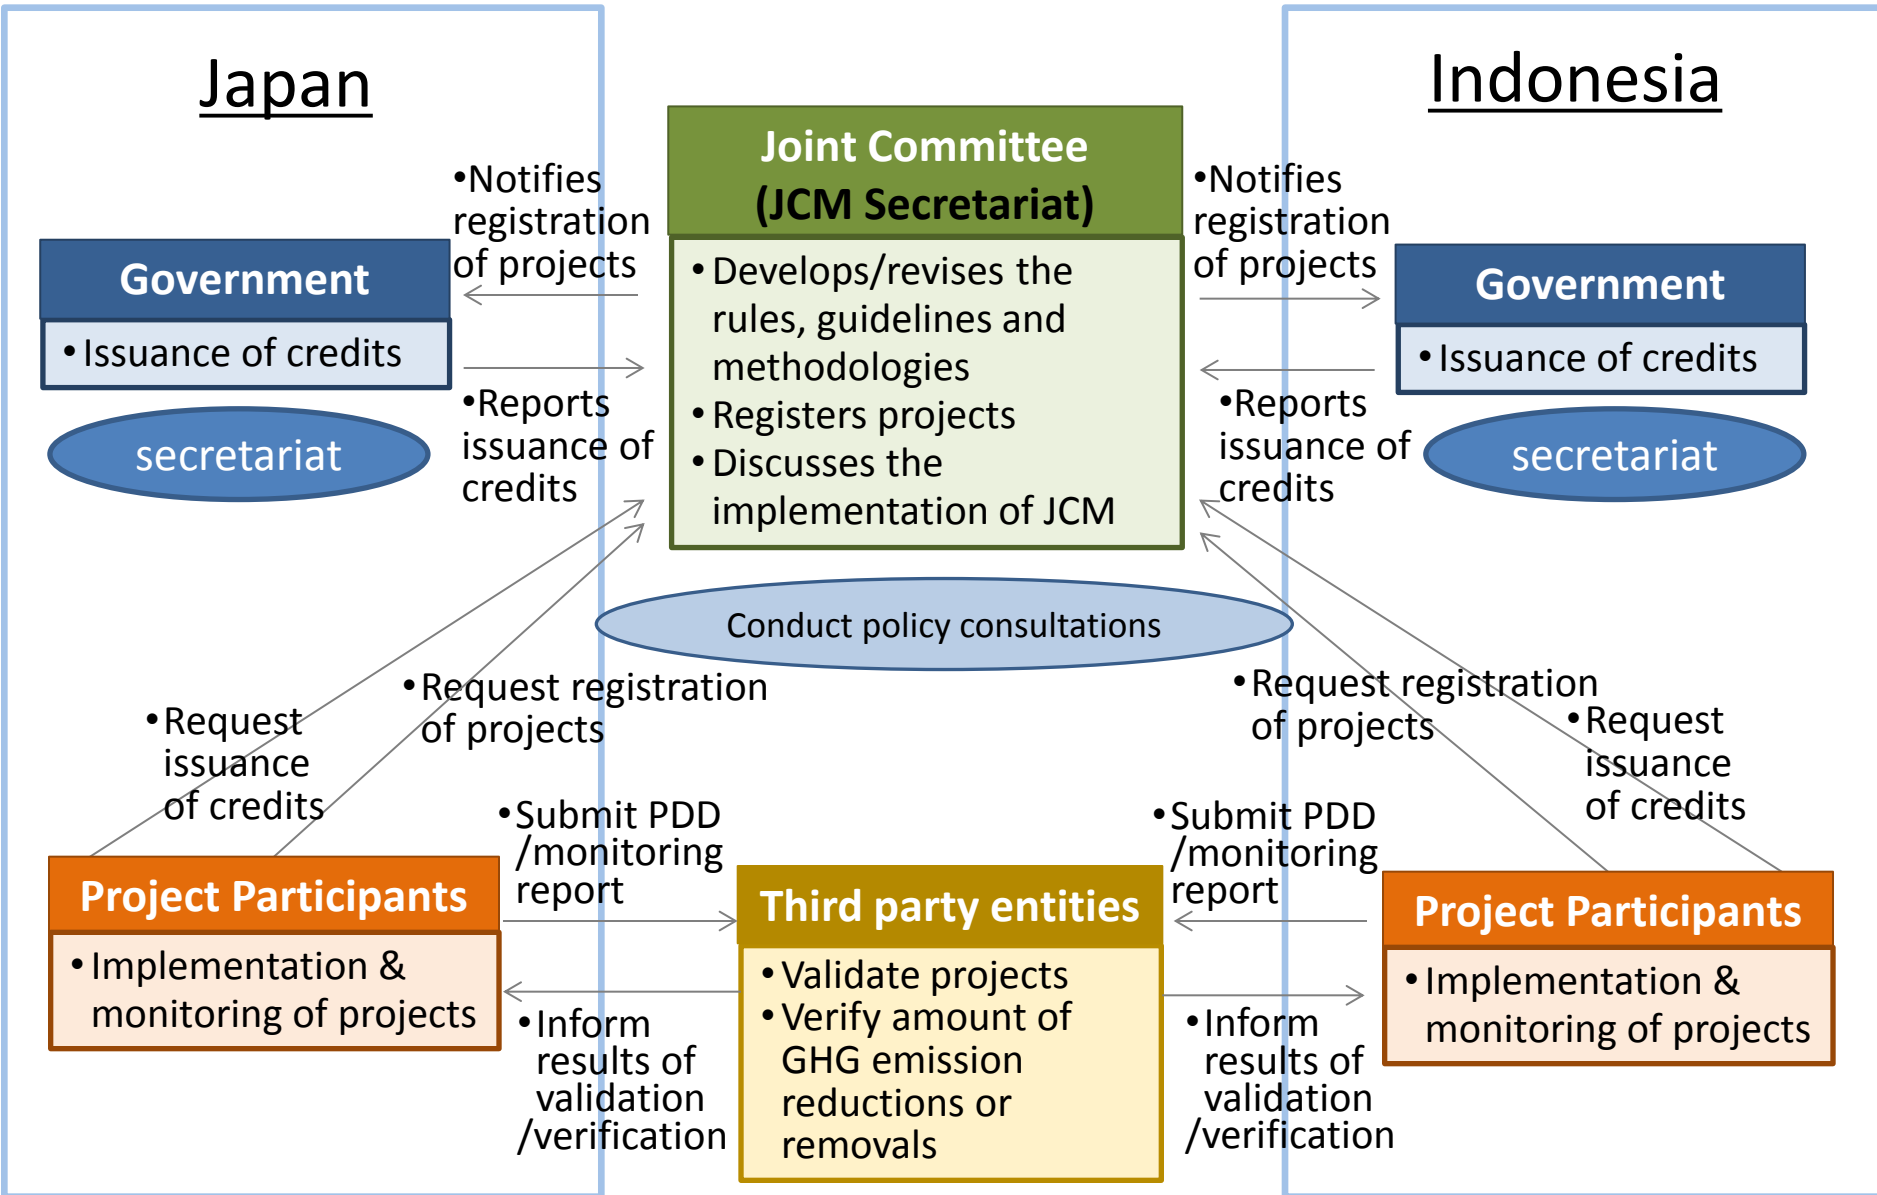 Japan
Indonesia
Joint Committee
(JCM Secretariat)
• Develops/revises the
rules, guidelines and
methodologies
• Registers projects
• Discusses the
implementation of JCM
•Notifies
registration
of projects
•Notifies
registration
of projects
Government
• Issuance of credits
secretariat
Government
• Issuance of credits
secretariat
•Reports
issuance of
credits
•Reports
issuance of
credits
Conduct policy consultations
•Request
issuance
of credits
•Request registration
of projects
•Request registration
of projects
•Request
issuance
of credits
•Submit PDD
/monitoring
report
•Submit PDD
/monitoring
report
Project Participants
• Implementation &
monitoring of projects
Third party entities
• Validate projects
• Verify amount of
GHG emission
reductions or
removals
Project Participants
• Implementation &
monitoring of projects
•Inform
results of
validation
/verification
•Inform
results of
validation
/verification